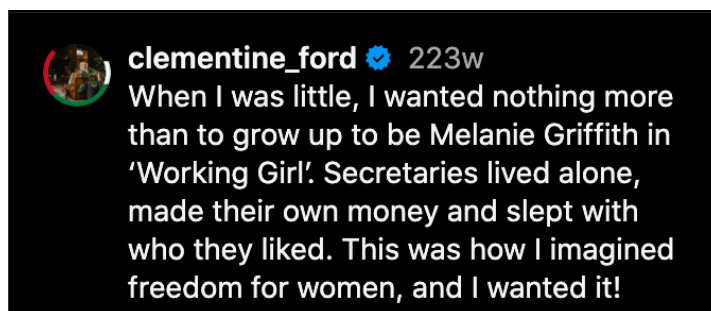 clementine_ford 223w
When I was little, I wanted nothing more
than to grow up to be Melanie Griffith in
‘Working Girl’. Secretaries lived alone,
made their own money and slept with
who they liked. This was how I imagined
freedom for women, and I wanted it!